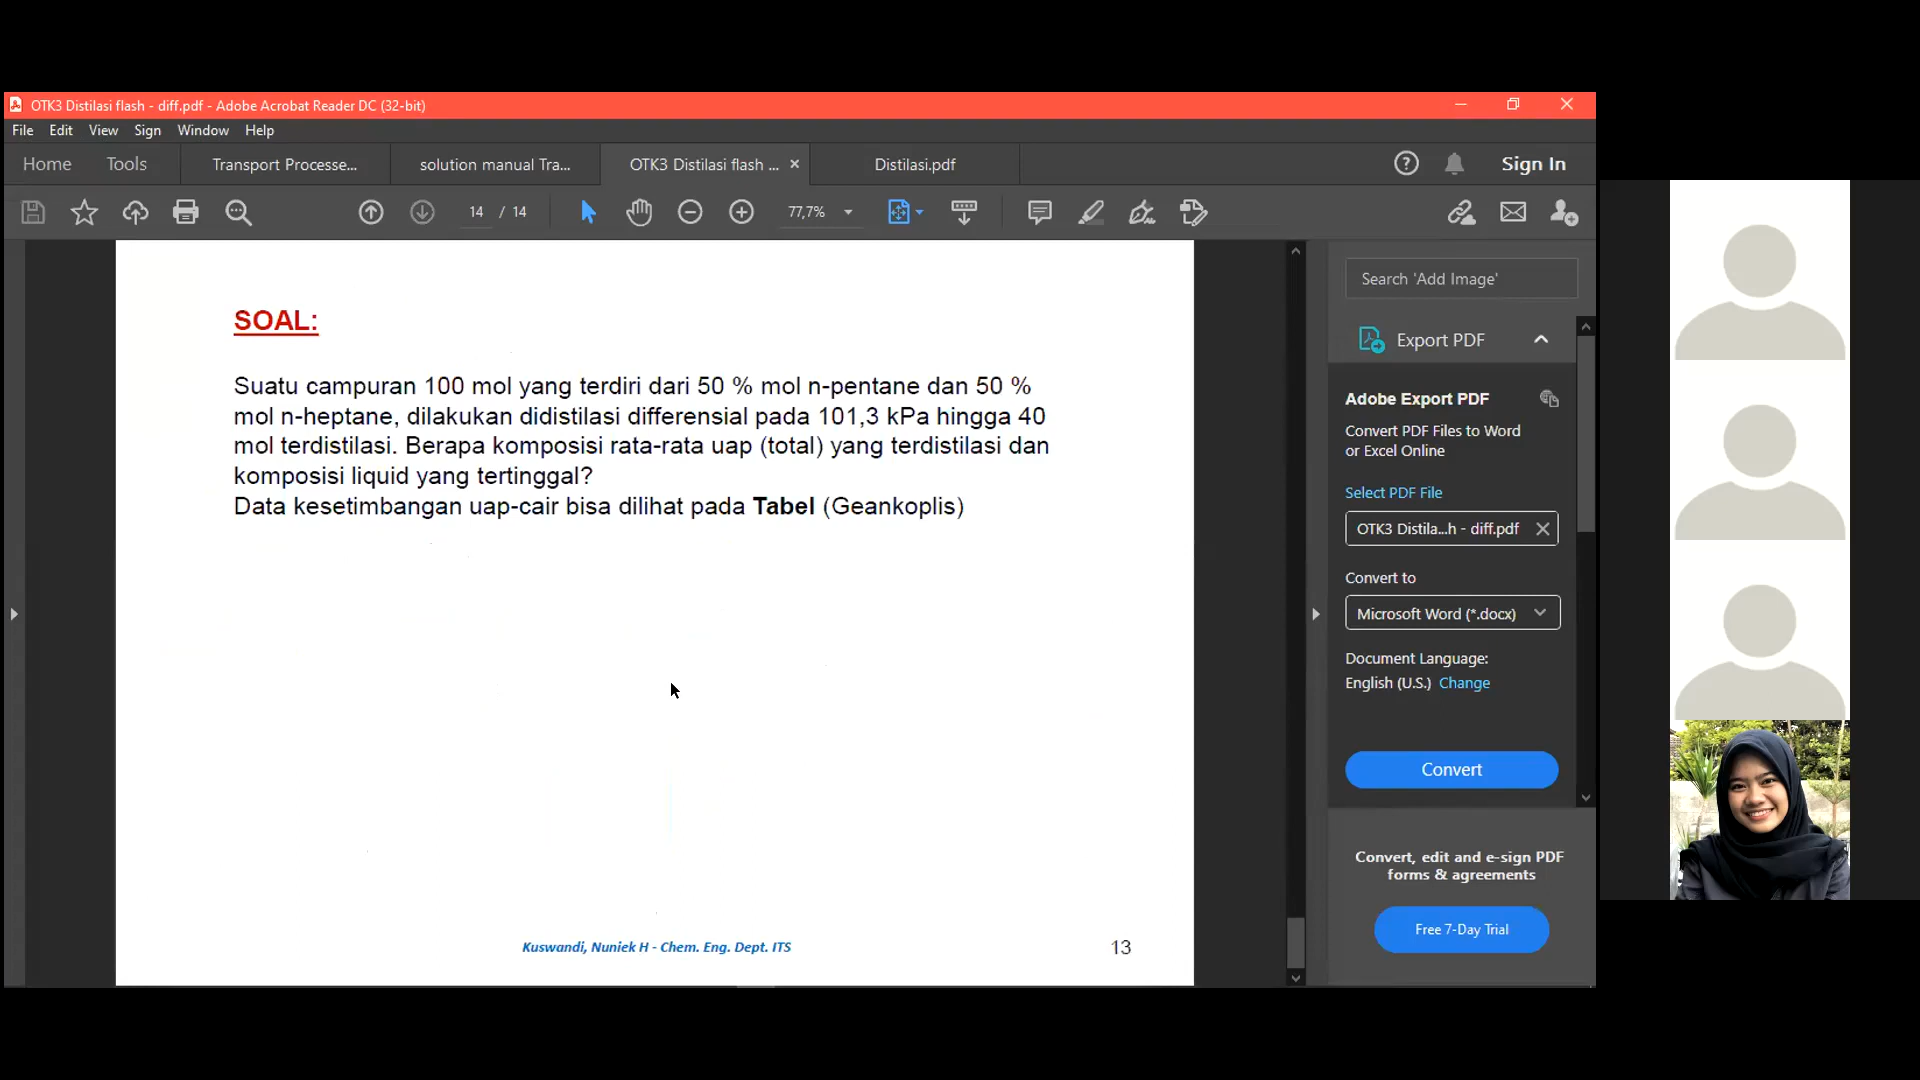 OTK3 Distilasi flash - diff.pdf - Adobe Acrobat Reader DC (32-bit)
File Edit View Sign Window Help
Home Tools Transport Processe... solution manual Tra... OTK3 Distilasi flash ... Distilasi.pdf Sign In
14 / 14 77,7%
SOAL:
Suatu campuran 100 mol yang terdiri dari 50 % mol n-pentane dan 50 %
mol n-heptane, dilakukan didistilasi differensial pada 101,3 kPa hingga 40
mol terdistilasi. Berapa komposisi rata-rata uap (total) yang terdistilasi dan
komposisi liquid yang tertinggal?
Data kesetimbangan uap-cair bisa dilihat pada Tabel (Geankoplis)
Kuswandi, Nuniek H - Chem. Eng. Dept. ITS
13
Search 'Add Image'
Export PDF
Adobe Export PDF
Convert PDF Files to Word
or Excel Online
Select PDF File
OTK3 Distila...h - diff.pdf
Convert to
Microsoft Word (*.docx)
Document Language:
English (U.S.) Change
Convert
Convert, edit and e-sign PDF
forms & agreements
Free 7-Day Trial